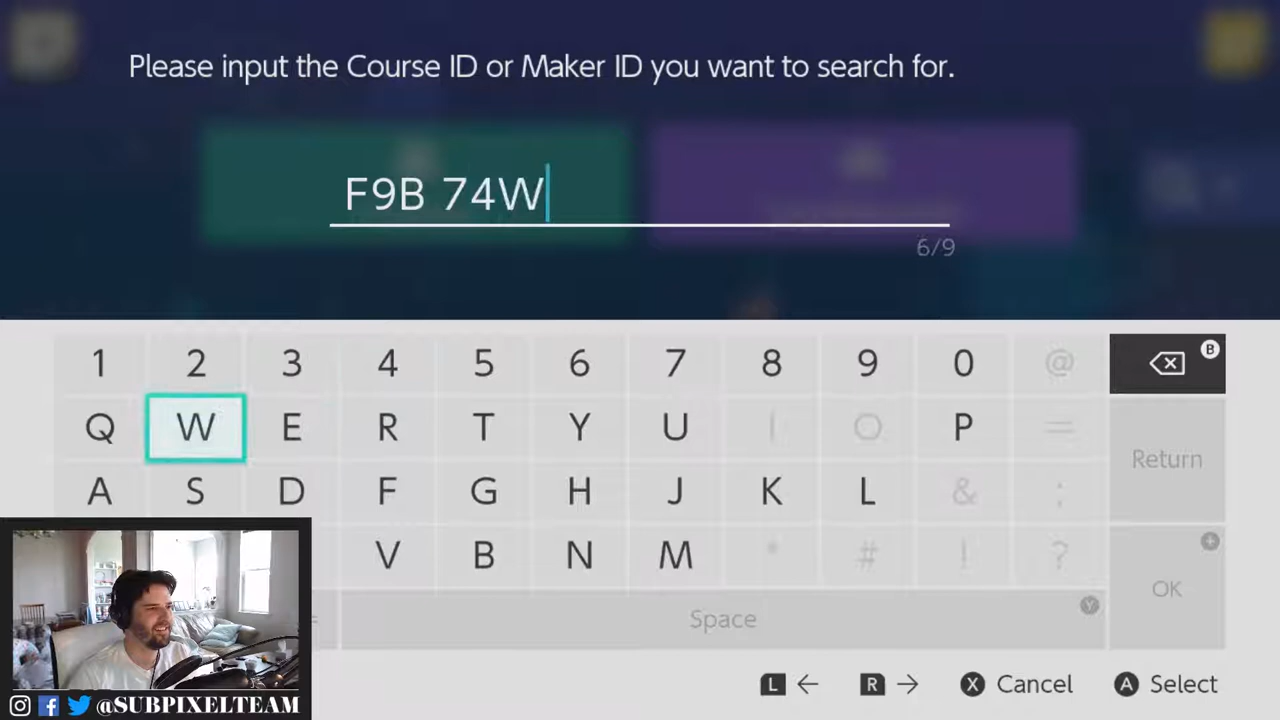 Please input the Course ID or Maker ID you want to search for.
F9B 74W
6/9
1 2 3 4 5 6 7 8 9 0 @ B
Q W E R T Y U I O P =
Return
A S D F G H J K L & ;
V B N M * # ! ? +
OK
Space Y
L ← R → X Cancel A Select
@SUBPIXELTEAM